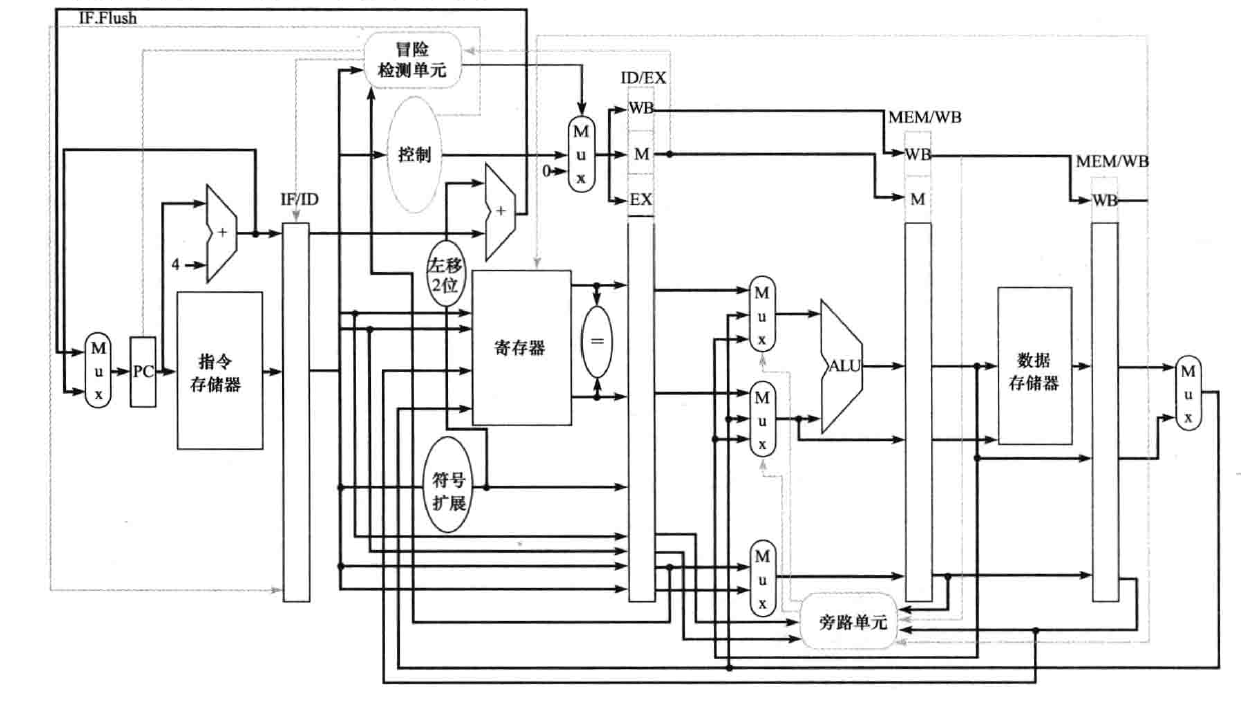 IF.Flush
冒险
检测单元
ID/EX
WB
MEM/WB
M
u
x
控制
M
WB
MEM/WB
0
EX
M
WB
IF/ID
+
+
4
左移
2位
寄存器
=
M
u
x
ALU
M
u
x
PC
指令
存储器
数据
存储器
M
u
x
M
u
x
符号
扩展
M
u
x
旁路单元